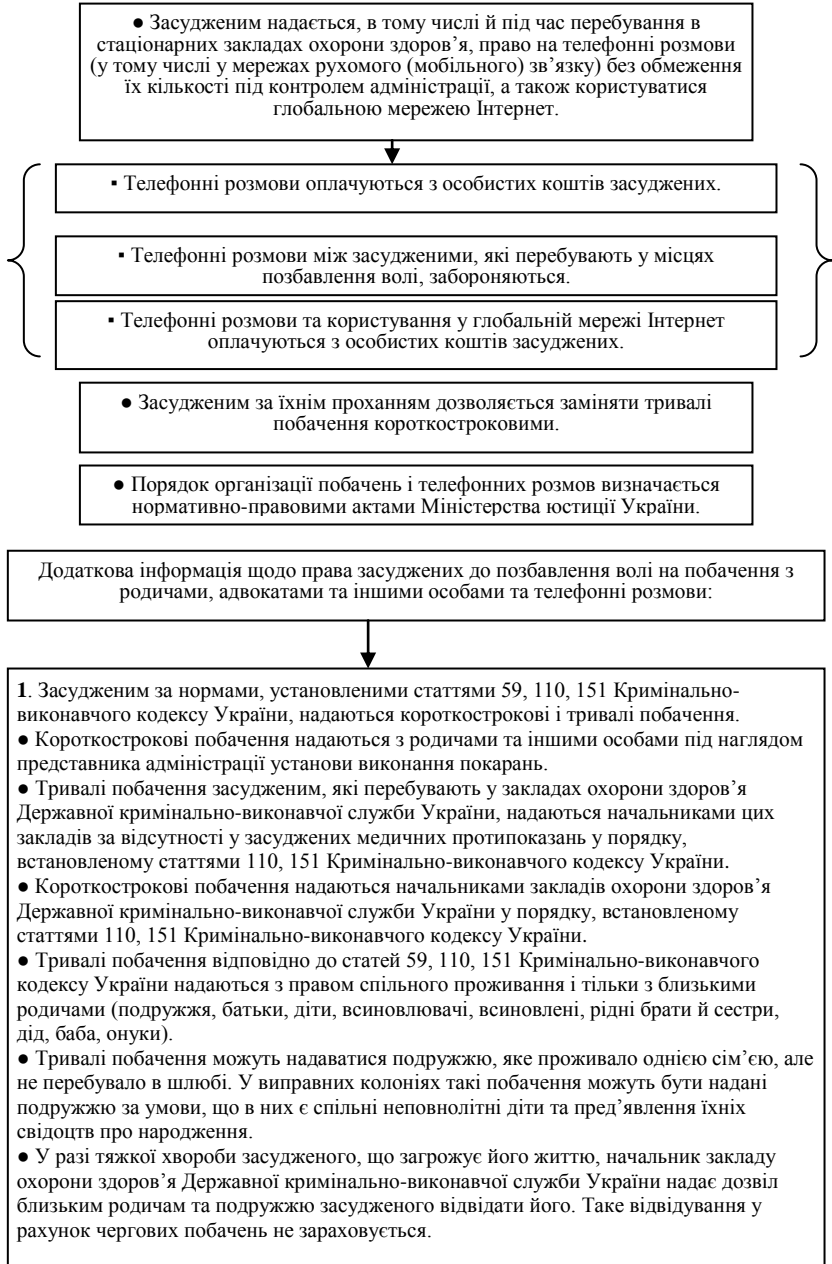 ● Засудженим надається, в тому числі й під час перебування в
стаціонарних закладах охорони здоров’я, право на телефонні розмови
(у тому числі у мережах рухомого (мобільного) зв’язку) без обмеження
їх кількості під контролем адміністрації, а також користуватися
глобальною мережею Інтернет.
▪ Телефонні розмови оплачуються з особистих коштів засуджених.
▪ Телефонні розмови між засудженими, які перебувають у місцях
позбавлення волі, забороняються.
▪ Телефонні розмови та користування у глобальній мережі Інтернет
оплачуються з особистих коштів засуджених.
● Засудженим за їхнім проханням дозволяється заміняти тривалі
побачення короткостроковими.
● Порядок організації побачень і телефонних розмов визначається
нормативно-правовими актами Міністерства юстиції України.
Додаткова інформація щодо права засуджених до позбавлення волі на побачення з
родичами, адвокатами та іншими особами та телефонні розмови:
1. Засудженим за нормами, установленими статтями 59, 110, 151 Кримінально-
виконавчого кодексу України, надаються короткострокові і тривалі побачення.
● Короткострокові побачення надаються з родичами та іншими особами під наглядом
представника адміністрації установи виконання покарань.
● Тривалі побачення засудженим, які перебувають у закладах охорони здоров’я
Державної кримінально-виконавчої служби України, надаються начальниками цих
закладів за відсутності у засуджених медичних протипоказань у порядку,
встановленому статтями 110, 151 Кримінально-виконавчого кодексу України.
● Короткострокові побачення надаються начальниками закладів охорони здоров’я
Державної кримінально-виконавчої служби України у порядку, встановленому
статтями 110, 151 Кримінально-виконавчого кодексу України.
● Тривалі побачення відповідно до статей 59, 110, 151 Кримінально-виконавчого
кодексу України надаються з правом спільного проживання і тільки з близькими
родичами (подружжя, батьки, діти, всиновлювачі, всиновлені, рідні брати й сестри,
дід, баба, онуки).
● Тривалі побачення можуть надаватися подружжю, яке проживало однією сім’єю, але
не перебувало в шлюбі. У виправних колоніях такі побачення можуть бути надані
подружжю за умови, що в них є спільні неповнолітні діти та пред’явлення їхніх
свідоцтв про народження.
● У разі тяжкої хвороби засудженого, що загрожує його життю, начальник закладу
охорони здоров’я Державної кримінально-виконавчої служби України надає дозвіл
близьким родичам та подружжю засудженого відвідати його. Таке відвідування у
рахунок чергових побачень не зараховується.